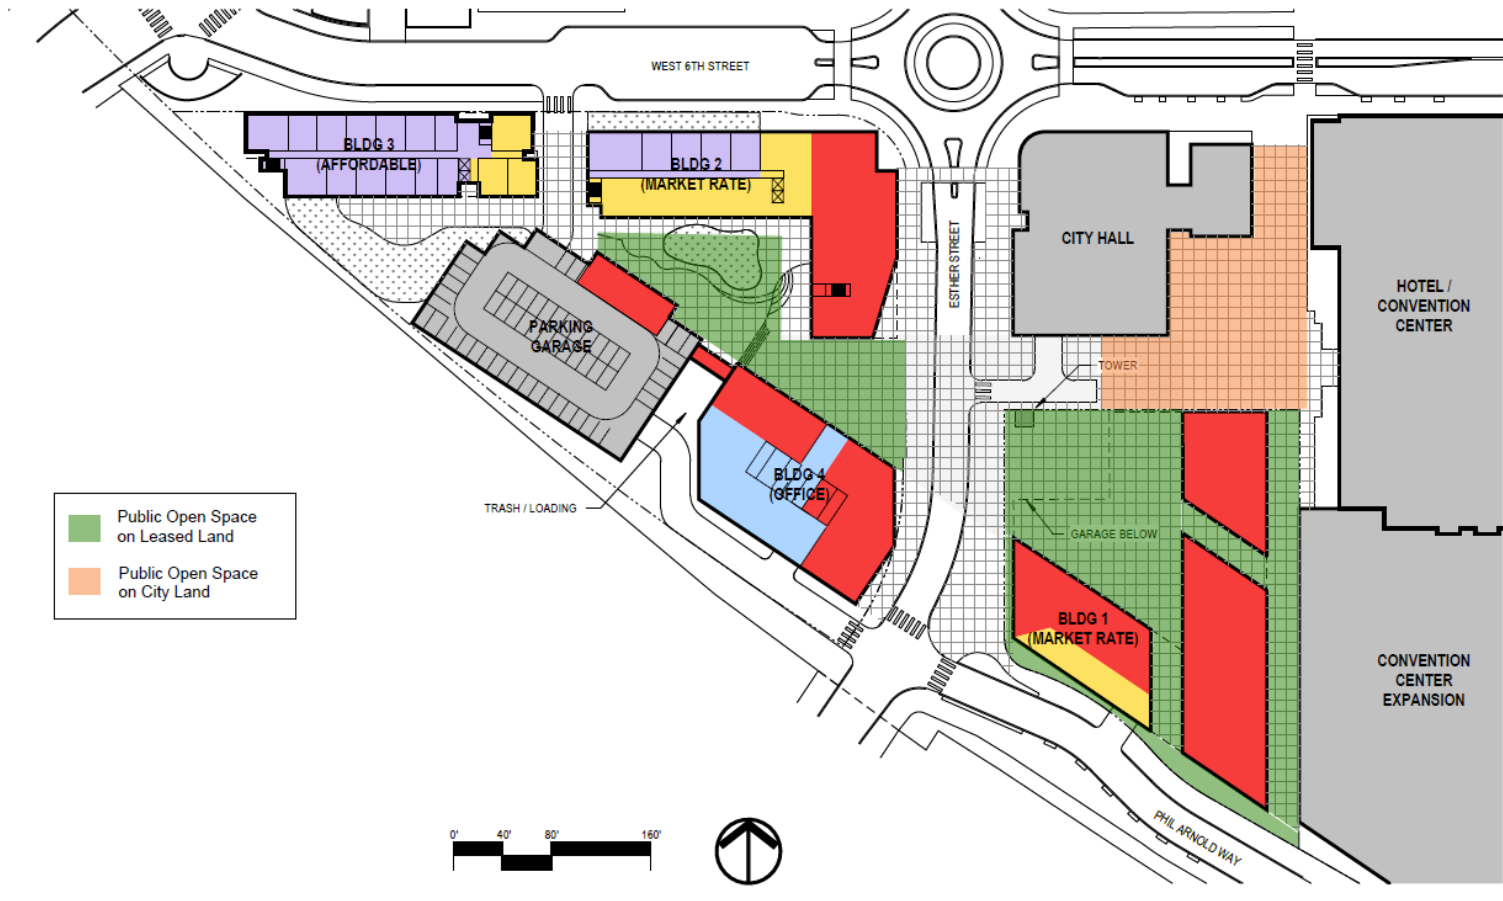 WEST 6TH STREET
BLDG 3
(AFFORDABLE)
BLDG 2
(MARKET RATE)
ESTHER STREET
CITY HALL
HOTEL /
CONVENTION
CENTER
PARKING
GARAGE
TOWER
BLDG 4
(OFFICE)
TRASH / LOADING
GARAGE BELOW
Public Open Space
on Leased Land
Public Open Space
on City Land
BLDG 1
(MARKET RATE)
CONVENTION
CENTER
EXPANSION
PHIL ARNOLD WAY
0' 40' 80' 160'